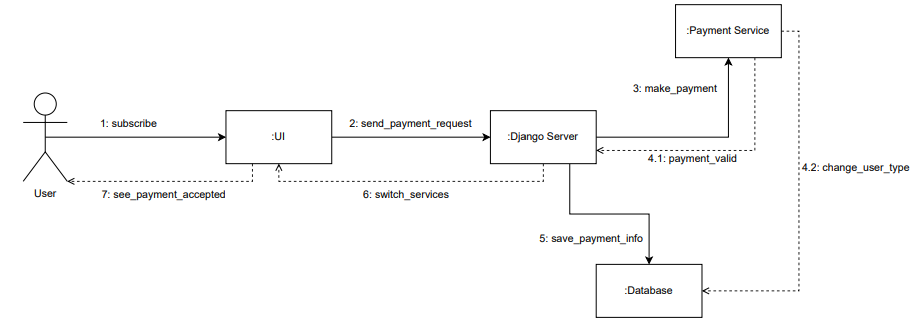 :Payment Service
3: make_payment
1: subscribe
2: send_payment_request
:UI
:Django Server
4.1: payment_valid
4.2: change_user_type
User
7: see_payment_accepted
6: switch_services
5: save_payment_info
:Database